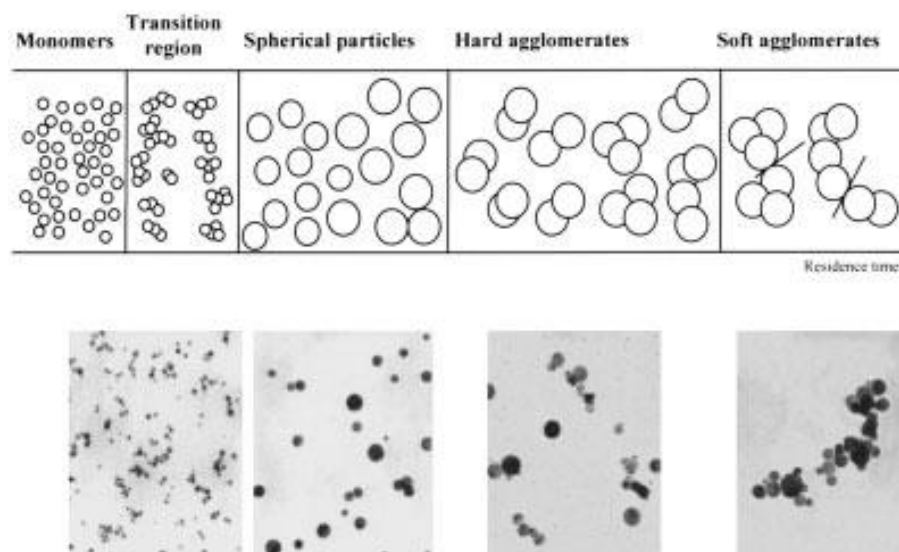 Monomers
Transition
region
Spherical particles
Hard agglomerates
Soft agglomerates
Residence time